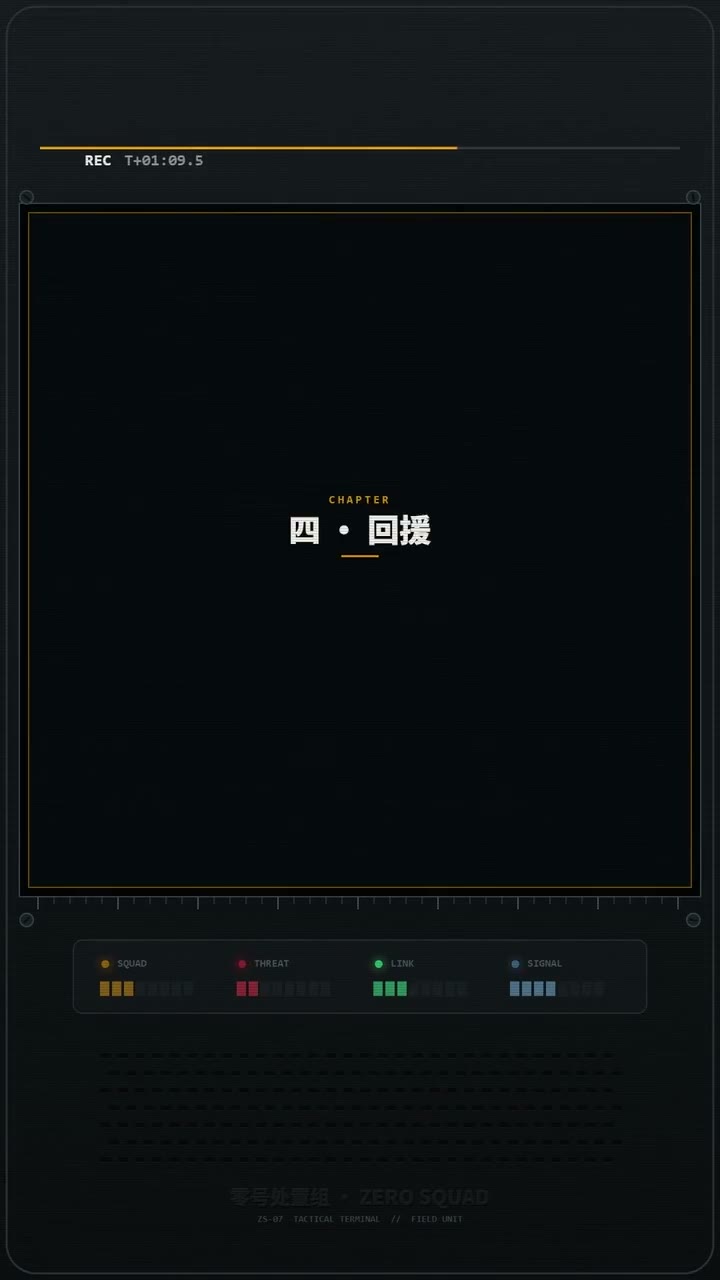 REC T+01:09.5
CHAPTER
四 · 回援
SQUAD THREAT LINK SIGNAL
零号处置组 · ZERO SQUAD
ZS-07 TACTICAL TERMINAL // FIELD UNIT